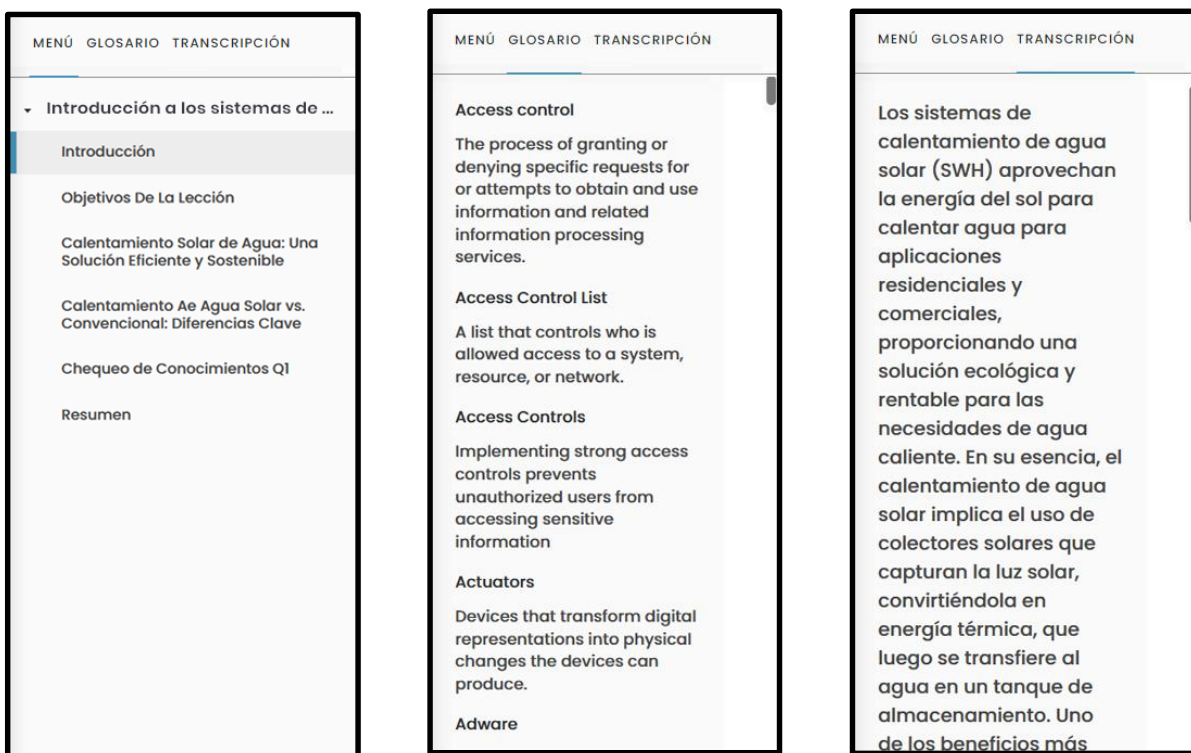 MENÚ GLOSARIO TRANSCRIPCIÓN
Introducción a los sistemas de ...
Introducción
Objetivos De La Lección
Calentamiento Solar de Agua: Una
Solución Eficiente y Sostenible
Calentamiento Ae Agua Solar vs.
Convencional: Diferencias Clave
Chequeo de Conocimientos Q1
Resumen
MENÚ GLOSARIO TRANSCRIPCIÓN
Access control
The process of granting or
denying specific requests for
or attempts to obtain and use
information and related
information processing
services.
Access Control List
A list that controls who is
allowed access to a system,
resource, or network.
Access Controls
Implementing strong access
controls prevents
unauthorized users from
accessing sensitive
information
Actuators
Devices that transform digital
representations into physical
changes the devices can
produce.
Adware
MENÚ GLOSARIO TRANSCRIPCIÓN
Los sistemas de
calentamiento de agua
solar (SWH) aprovechan
la energía del sol para
calentar agua para
aplicaciones
residenciales y
comerciales,
proporcionando una
solución ecológica y
rentable para las
necesidades de agua
caliente. En su esencia, el
calentamiento de agua
solar implica el uso de
colectores solares que
capturan la luz solar,
convirtiéndola en
energía térmica, que
luego se transfiere al
agua en un tanque de
almacenamiento. Uno
de los beneficios más